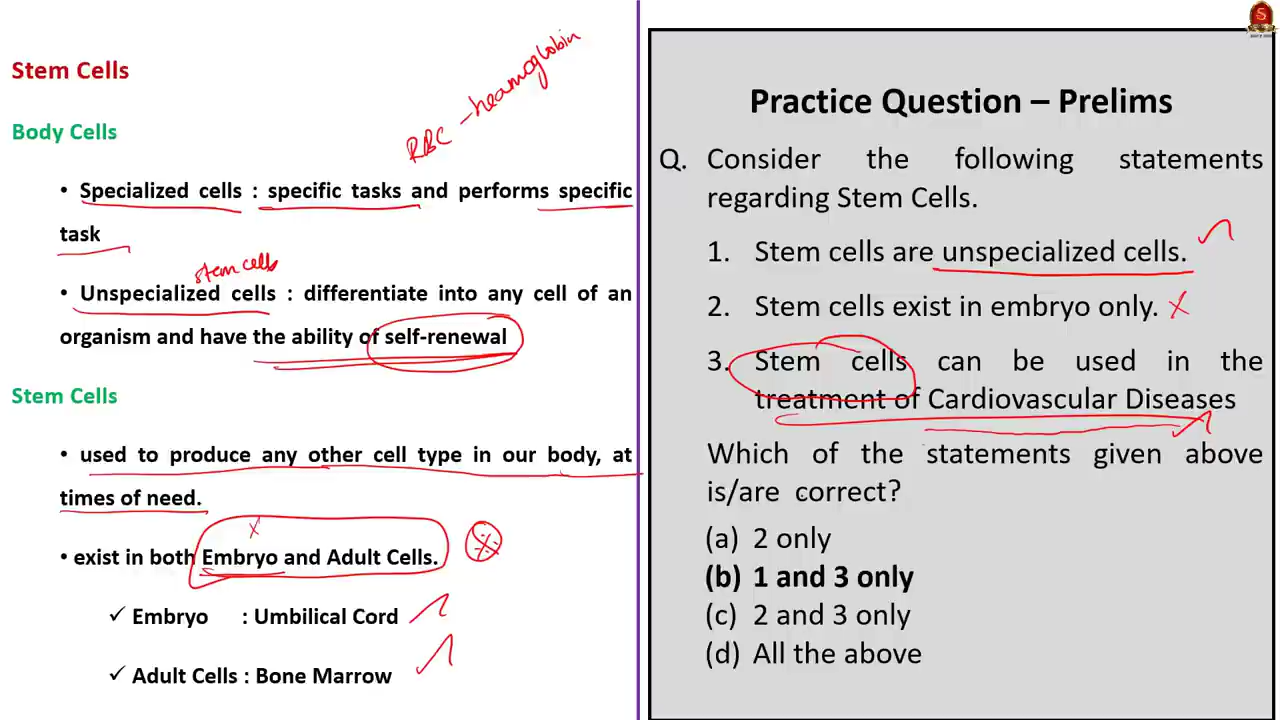 Stem Cells
Body Cells
RBC - heamoglobin
• Specialized cells : specific tasks and performs specific
task
stem cells
• Unspecialized cells : differentiate into any cell of an
organism and have the ability of self-renewal
Stem Cells
• used to produce any other cell type in our body, at
times of need.
• exist in both Embryo and Adult Cells.
✓ Embryo : Umbilical Cord
✓ Adult Cells : Bone Marrow
Practice Question – Prelims
Q. Consider the following statements
regarding Stem Cells.
1. Stem cells are unspecialized cells.
2. Stem cells exist in embryo only.
3. Stem cells can be used in the
treatment of Cardiovascular Diseases
Which of the statements given above
is/are correct?
(a) 2 only
(b) 1 and 3 only
(c) 2 and 3 only
(d) All the above